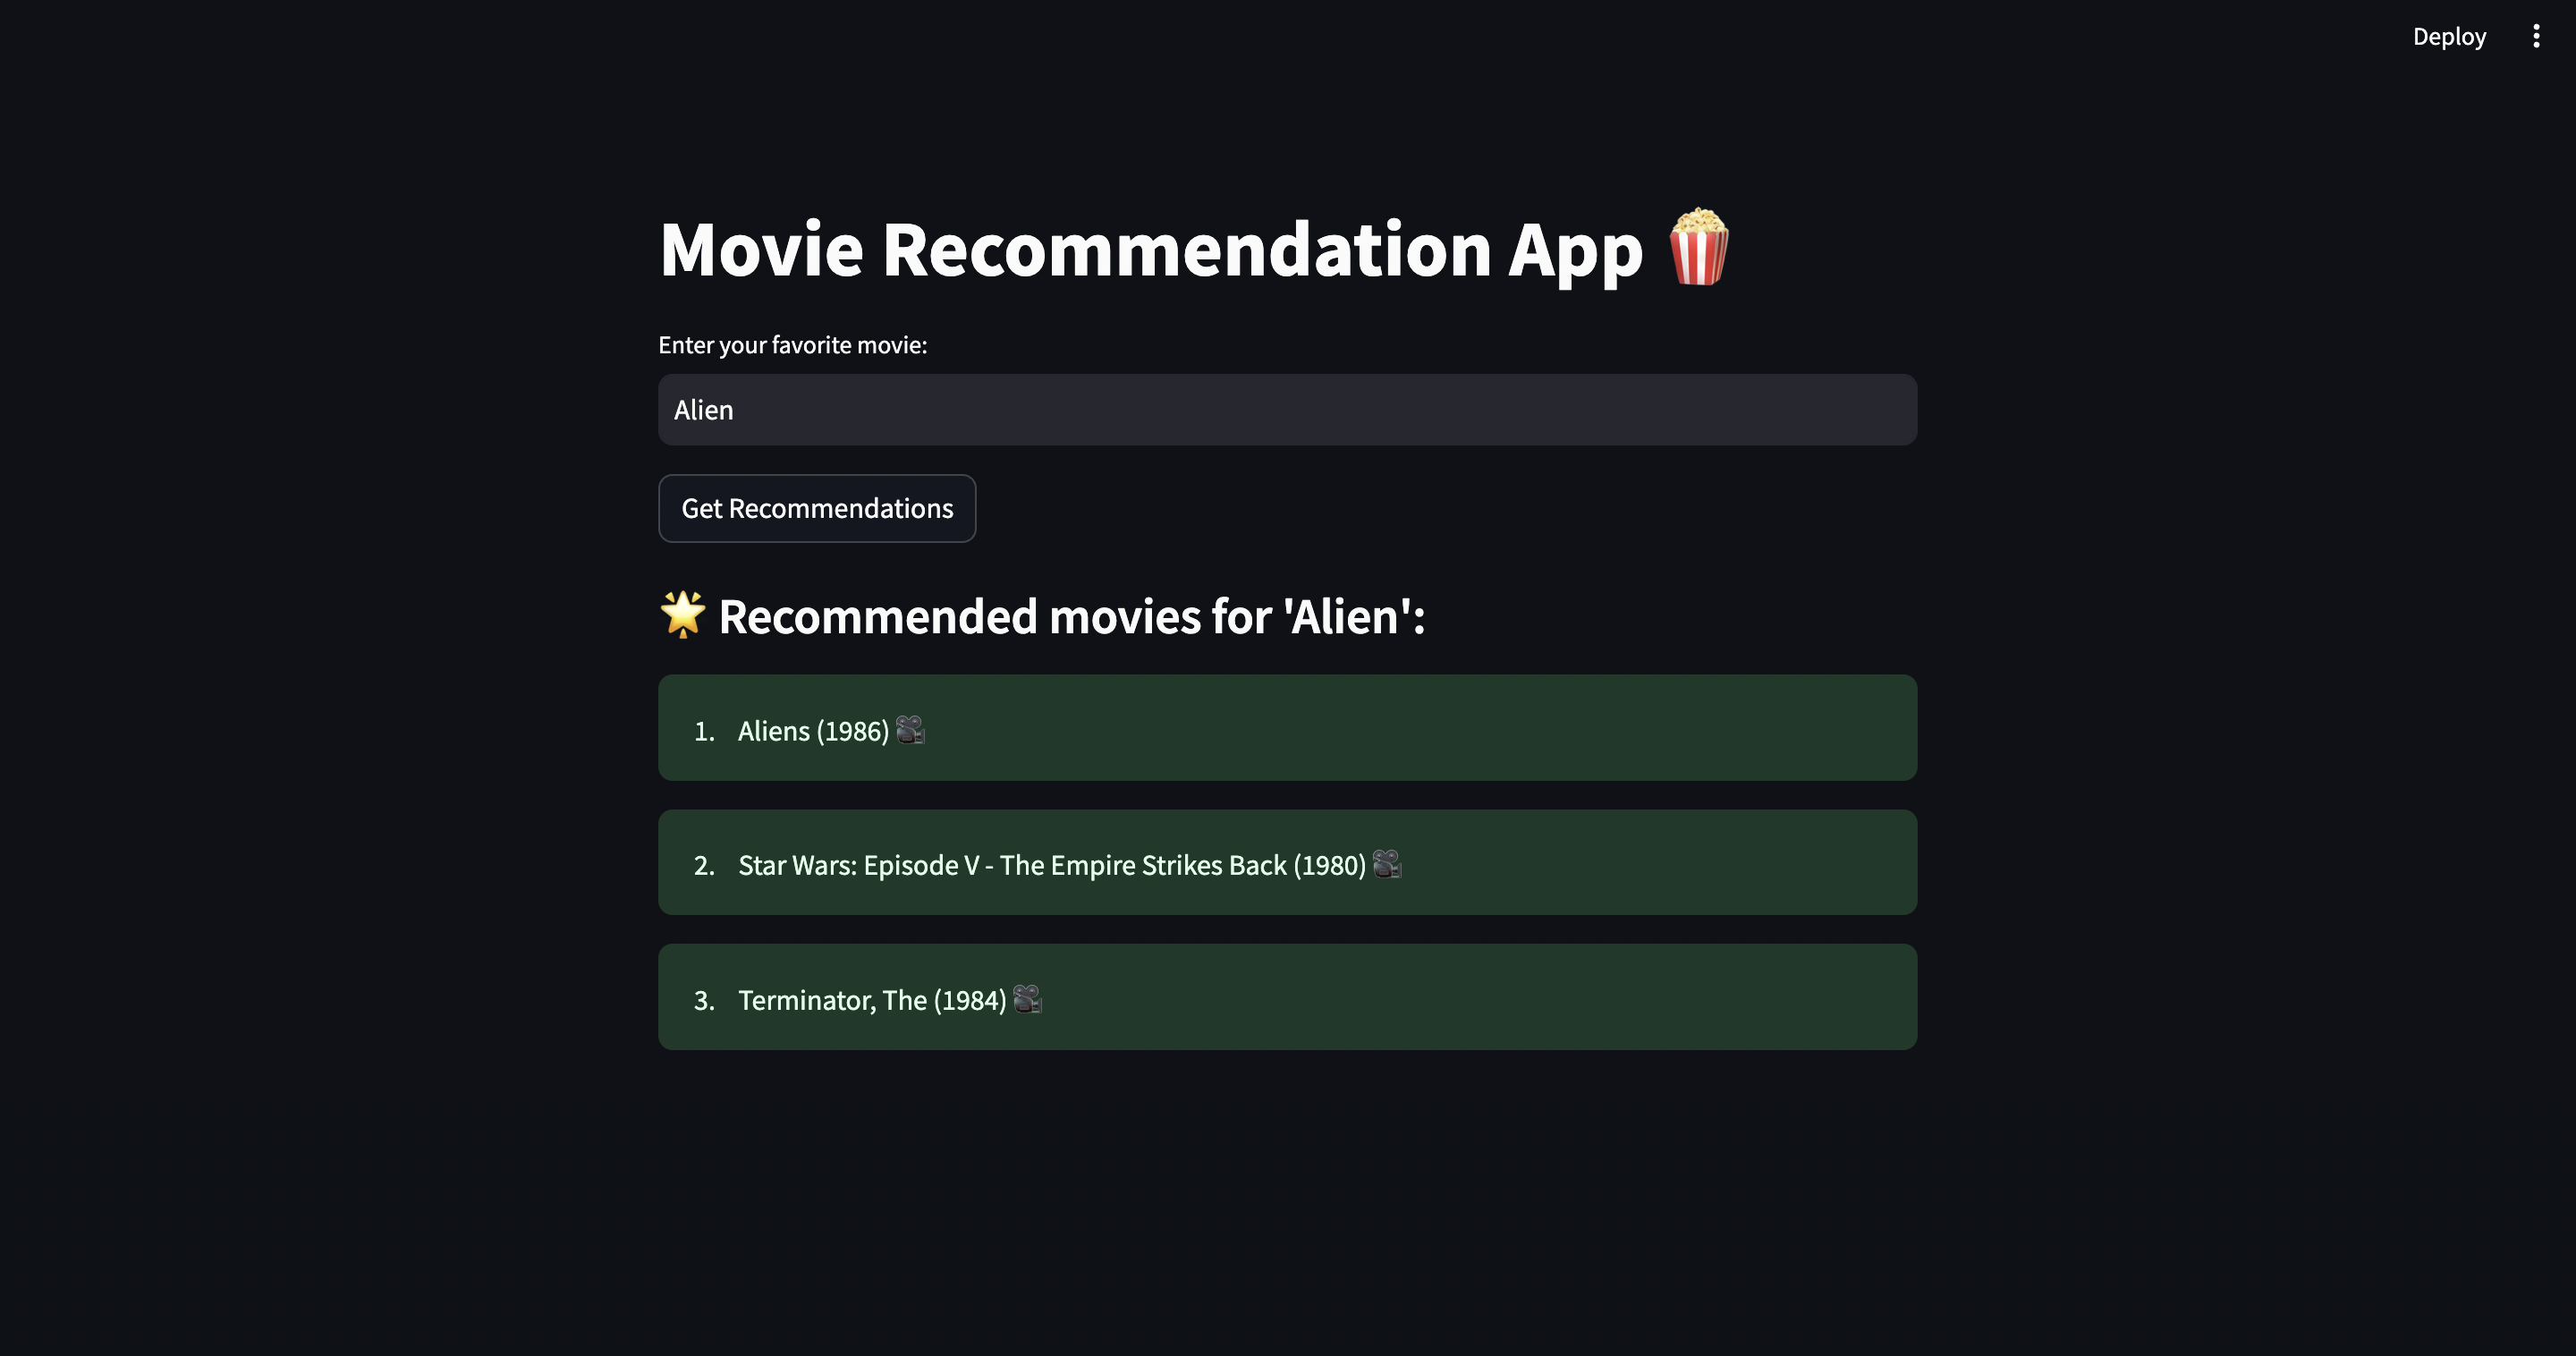 Deploy
Movie Recommendation App 🍿
Enter your favorite movie:
Alien
Get Recommendations
🌟 Recommended movies for 'Alien':
1. Aliens (1986) 🎥
2. Star Wars: Episode V - The Empire Strikes Back (1980) 🎥
3. Terminator, The (1984) 🎥